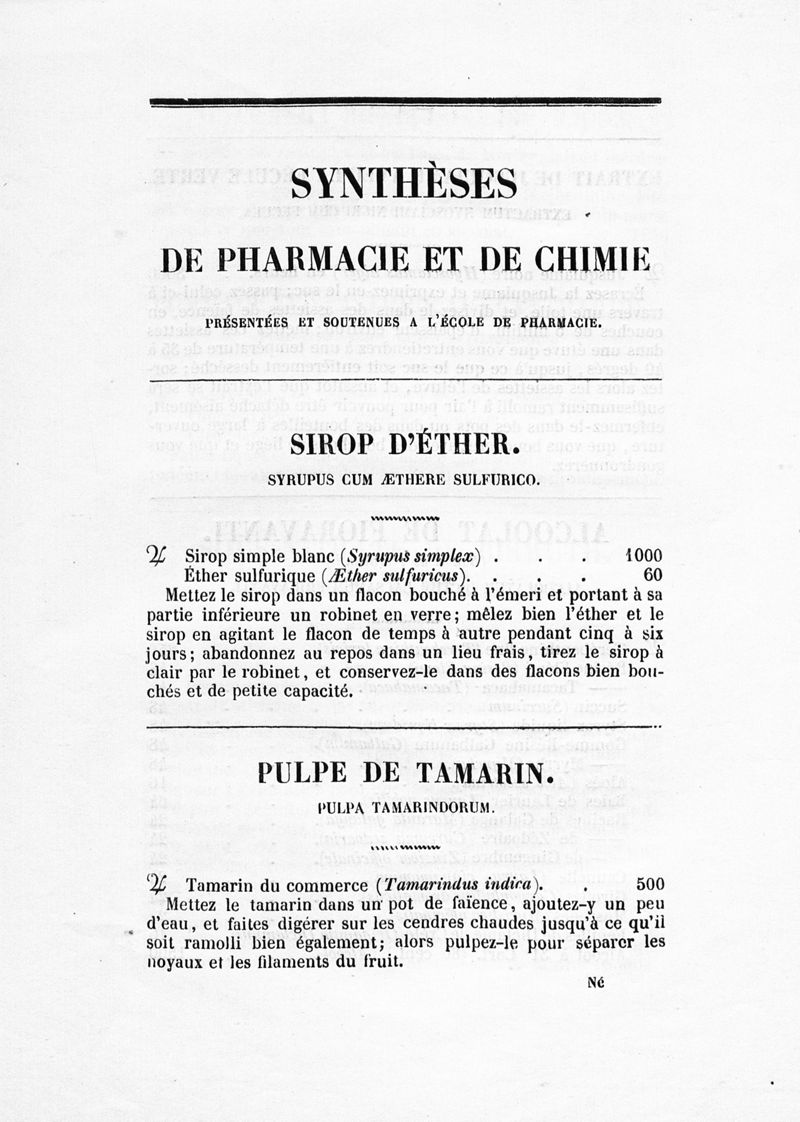 SYNTHÈSES
DE PHARMACIE ET DE CHIMIE
PRÉSENTÉES ET SOUTENUES A L'ÉCOLE DE PHARMACIE.
SIROP D'ÉTHER.
SYRUPUS CUM ÆTHERE SULFURICO.
♃ Sirop simple blanc (Syrupus simplex) . . . 1000
Éther sulfurique (Æther sulfuricus). . . . 60
Mettez le sirop dans un flacon bouché à l'émeri et portant à sa
partie inférieure un robinet en verre; mêlez bien l'éther et le
sirop en agitant le flacon de temps à autre pendant cinq à six
jours; abandonnez au repos dans un lieu frais, tirez le sirop à
clair par le robinet, et conservez-le dans des flacons bien bou-
chés et de petite capacité.
PULPE DE TAMARIN.
PULPA TAMARINDORUM.
♃ Tamarin du commerce (Tamarindus indica). . 500
Mettez le tamarin dans un pot de faïence, ajoutez-y un peu
d'eau, et faites digérer sur les cendres chaudes jusqu'à ce qu'il
soit ramolli bien également; alors pulpez-le pour séparer les
noyaux et les filaments du fruit.
Né